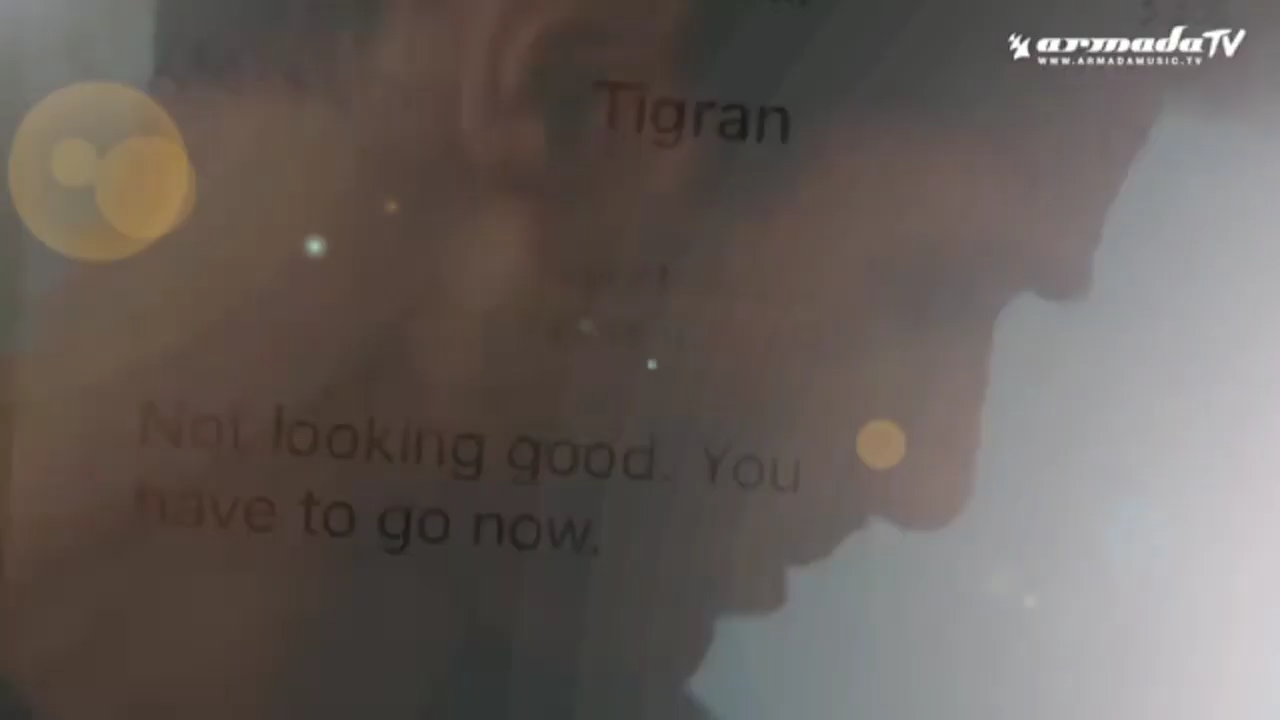 armadaTV
WWW.ARMADAMUSIC.TV
Tigran
Not looking good. You
have to go now.